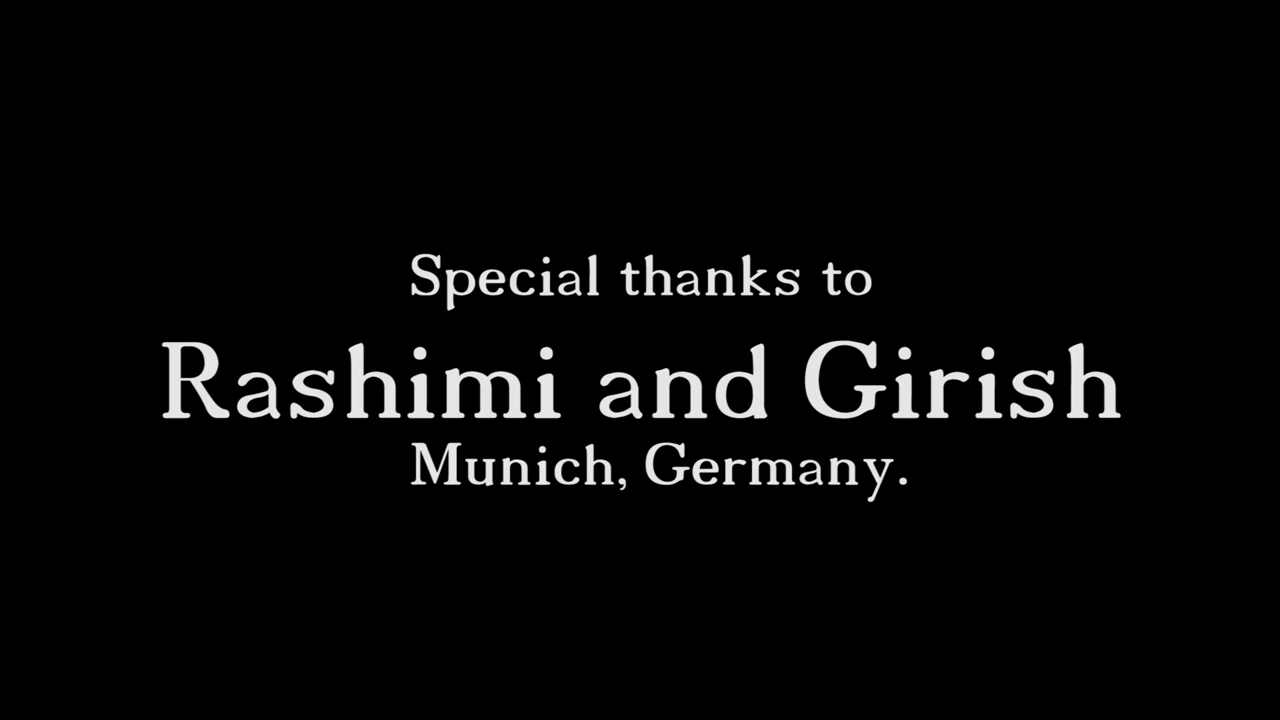 Special thanks to
Rashimi and Girish
Munich, Germany.